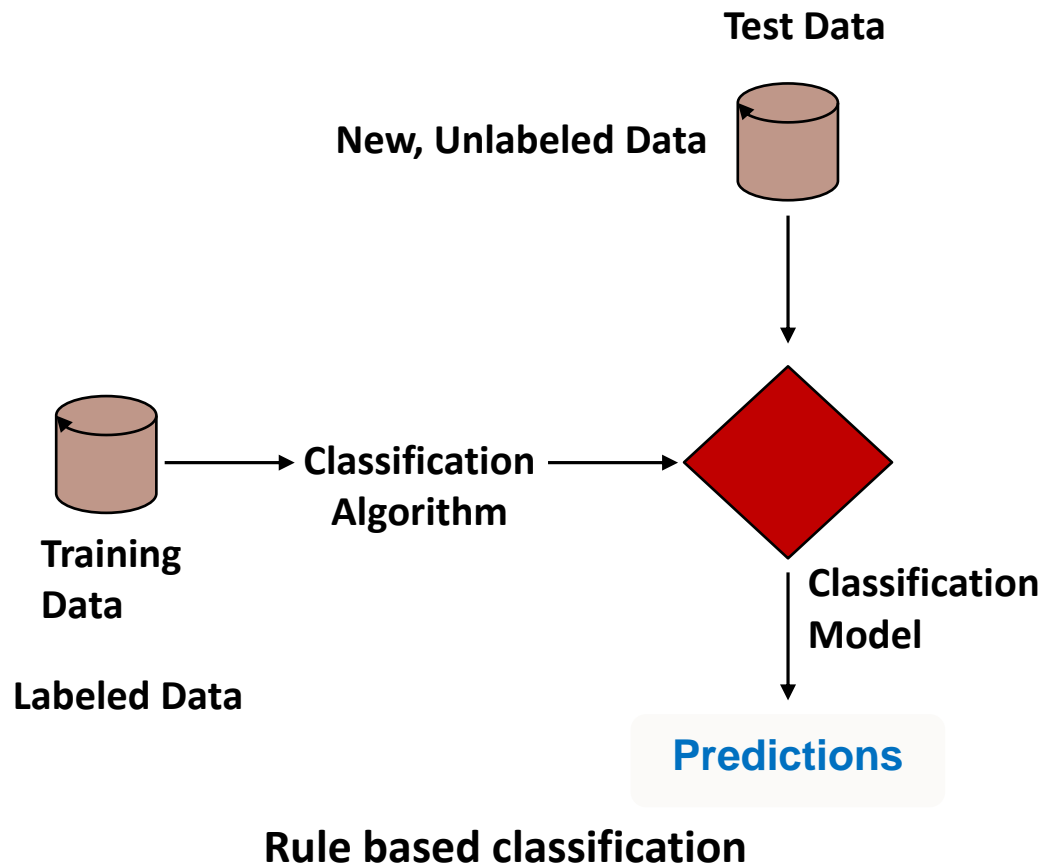 Test Data
New, Unlabeled Data
Classification
Algorithm
Training
Data
Classification
Model
Labeled Data
Predictions
Rule based classification